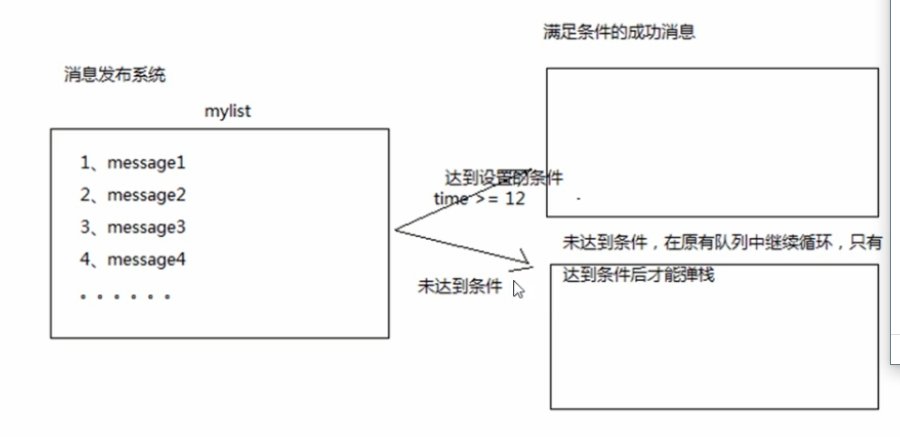 满足条件的成功消息
消息发布系统
mylist
1、message1
2、message2
3、message3
4、message4
。。。。。。
达到设置的条件
time >= 12
未达到条件，在原有队列中继续循环，只有
达到条件后才能弹栈
未达到条件